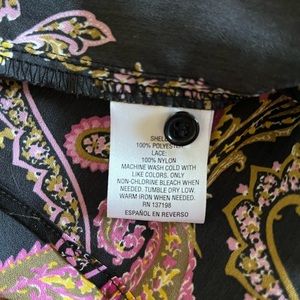 SHELL
100% POLYESTER
LACE:
100% NYLON
MACHINE WASH COLD WITH
LIKE COLORS. ONLY
NON-CHLORINE BLEACH WHEN
NEEDED. TUMBLE DRY LOW.
WARM IRON WHEN NEEDED.
RN 137198
ESPAÑOL EN REVERSO